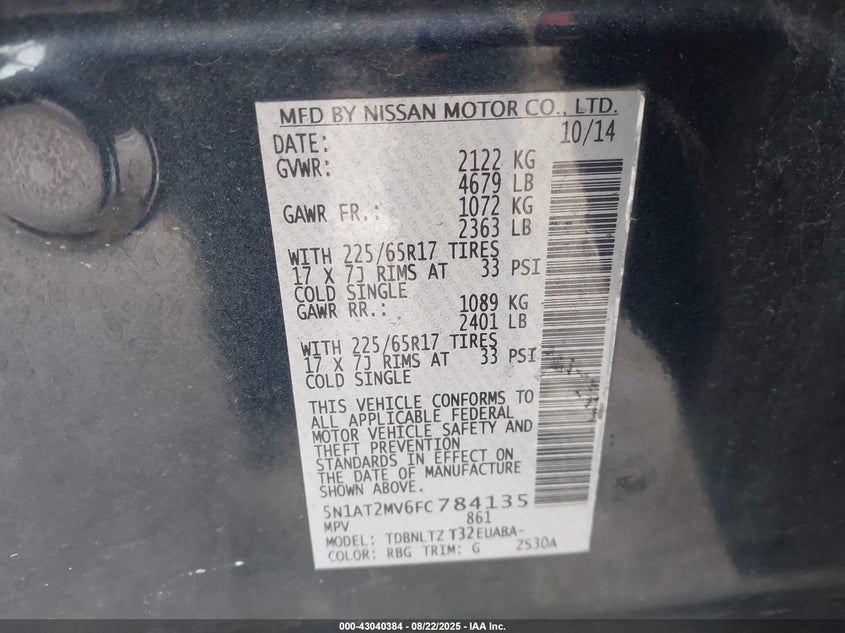 MFD BY NISSAN MOTOR CO., LTD.
DATE: 10/14
GVWR: 2122 KG
4679 LB
GAWR FR.: 1072 KG
2363 LB
WITH 225/65R17 TIRES
17 X 7J RIMS AT 33 PSI
COLD SINGLE
GAWR RR.: 1089 KG
2401 LB
WITH 225/65R17 TIRES
17 X 7J RIMS AT 33 PSI
COLD SINGLE
THIS VEHICLE CONFORMS TO
ALL APPLICABLE FEDERAL
MOTOR VEHICLE SAFETY AND
THEFT PREVENTION
STANDARDS IN EFFECT ON
THE DATE OF MANUFACTURE
SHOWN ABOVE.
5N1AT2MV6FC784135
MPV 861
MODEL: TDBNLTZ T32EUABA-
COLOR: RBG TRIM: G ZS30A
000-43040384 - 08/22/2025 - IAA Inc.